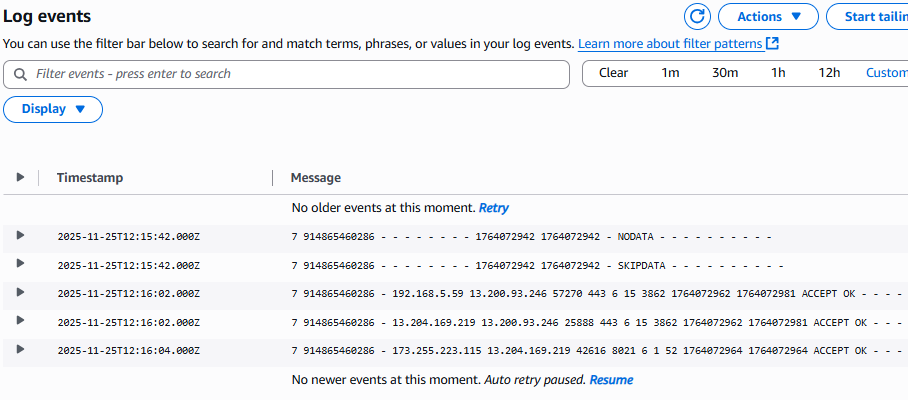 Log events
Actions
Start tailin
You can use the filter bar below to search for and match terms, phrases, or values in your log events. Learn more about filter patterns
Filter events - press enter to search
Clear 1m 30m 1h 12h Custom
Display
Timestamp Message
No older events at this moment. Retry
2025-11-25T12:15:42.000Z 7 914865460286 - - - - - - - - 1764072942 1764072942 - NODATA - - - - - - - - - -
2025-11-25T12:15:42.000Z 7 914865460286 - - - - - - - - 1764072942 1764072942 - SKIPDATA - - - - - - - - - -
2025-11-25T12:16:02.000Z 7 914865460286 - 192.168.5.59 13.200.93.246 57270 443 6 15 3862 1764072962 1764072981 ACCEPT OK - - - -
2025-11-25T12:16:02.000Z 7 914865460286 - 13.204.169.219 13.200.93.246 25888 443 6 15 3862 1764072962 1764072981 ACCEPT OK - - -
2025-11-25T12:16:04.000Z 7 914865460286 - 173.255.223.115 13.204.169.219 42616 8021 6 1 52 1764072964 1764072964 ACCEPT OK - - -
No newer events at this moment. Auto retry paused. Resume